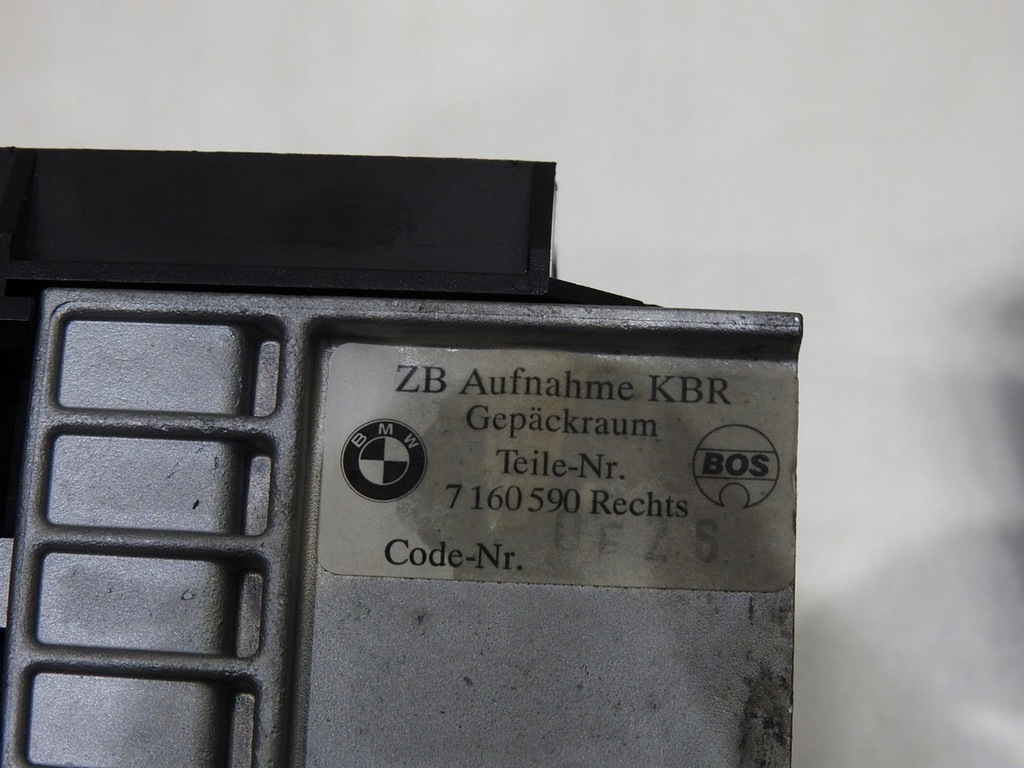 ZB Aufnahme KBR
Gepäckraum
BMW
Teile-Nr.
BOS
7 160 590 Rechts
Code-Nr.